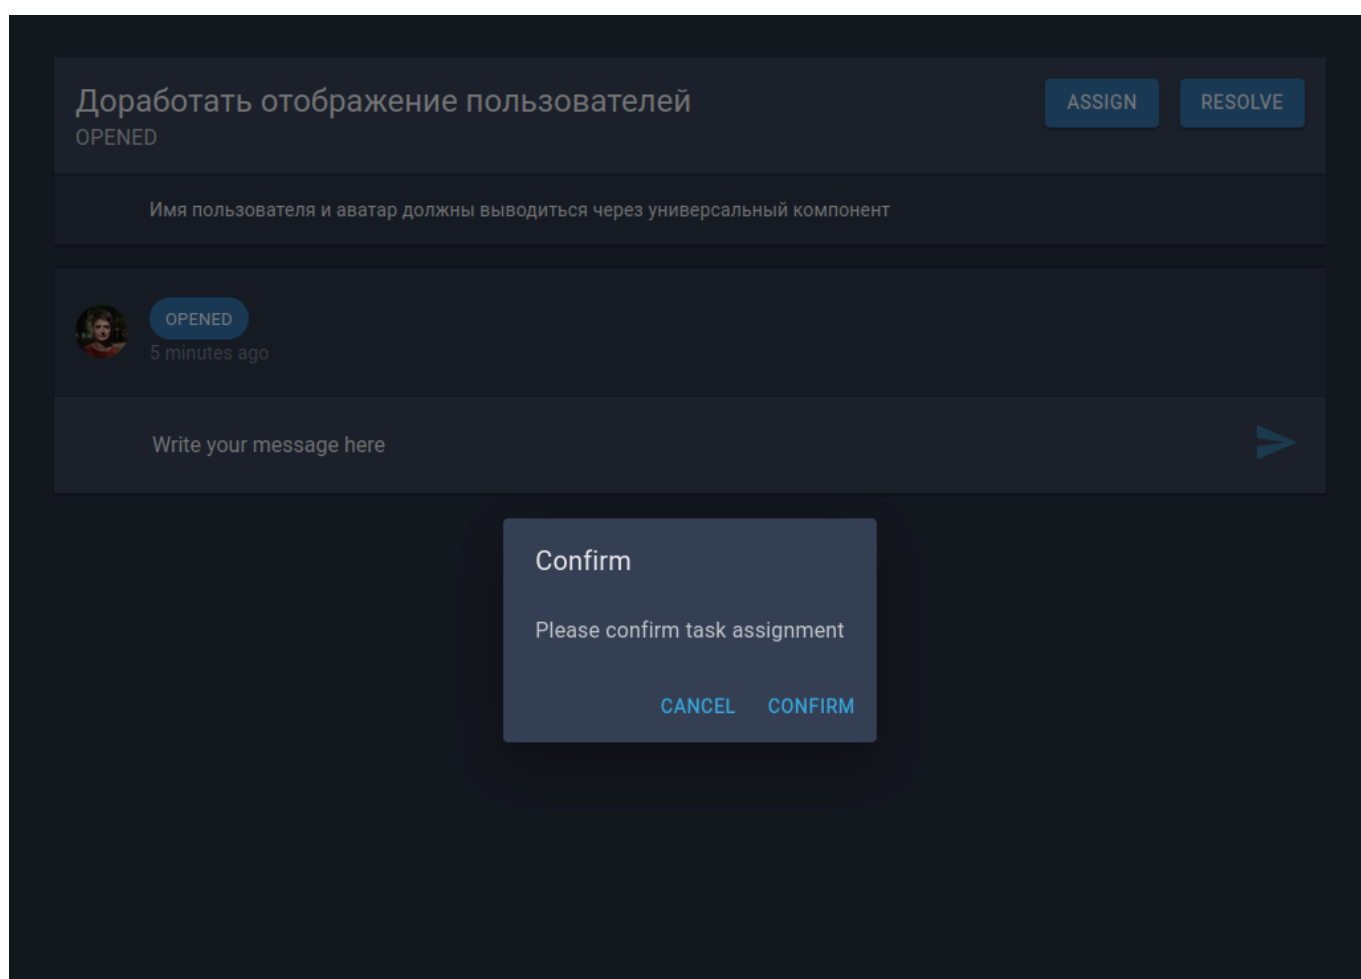 Доработать отображение пользователей
OPENED
ASSIGN
RESOLVE
Имя пользователя и аватар должны выводиться через универсальный компонент
OPENED
5 minutes ago
Write your message here
Confirm
Please confirm task assignment
CANCEL
CONFIRM